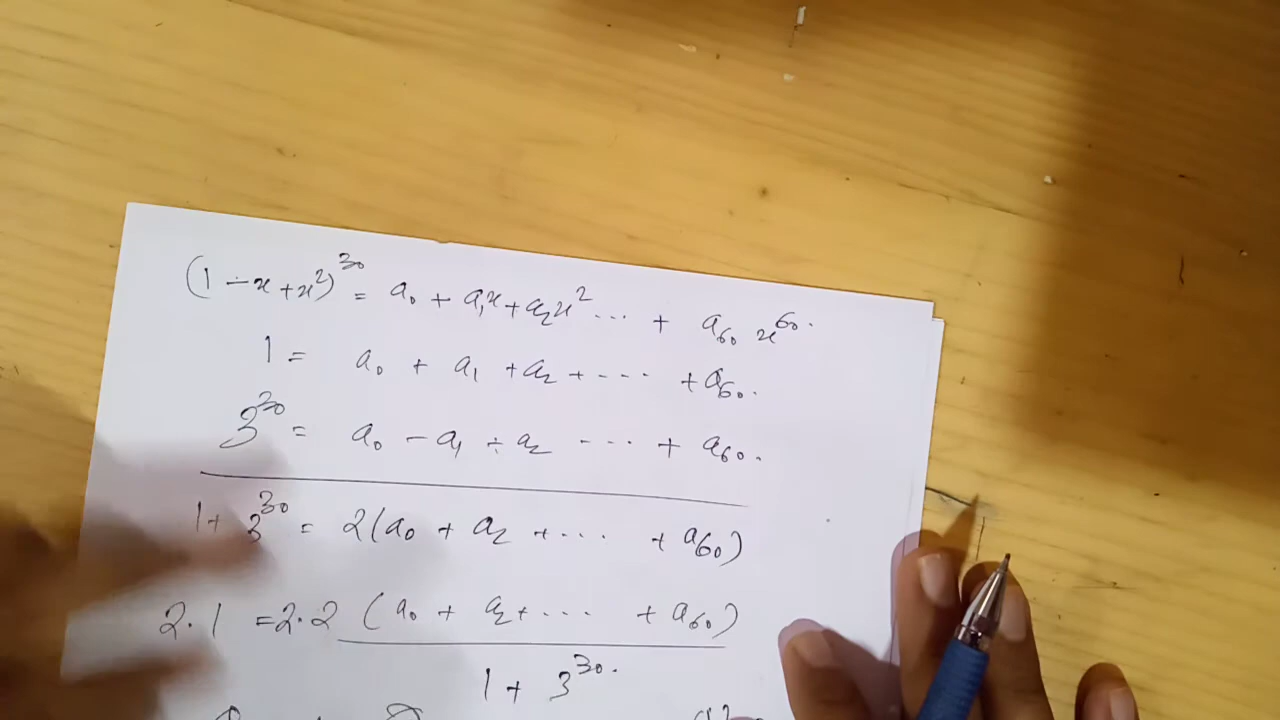 (1 - x + x²)³⁰ = a₀ + a₁x + a₂x² ... + a₆₀ x⁶⁰.
1 = a₀ + a₁ + a₂ + ... + a₆₀.
3³⁰ = a₀ - a₁ + a₂ ... + a₆₀.
1 + 3³⁰ = 2(a₀ + a₂ + ... + a₆₀)
2.1 = 2.2 (a₀ + a₂ + ... + a₆₀)
1 + 3³⁰.